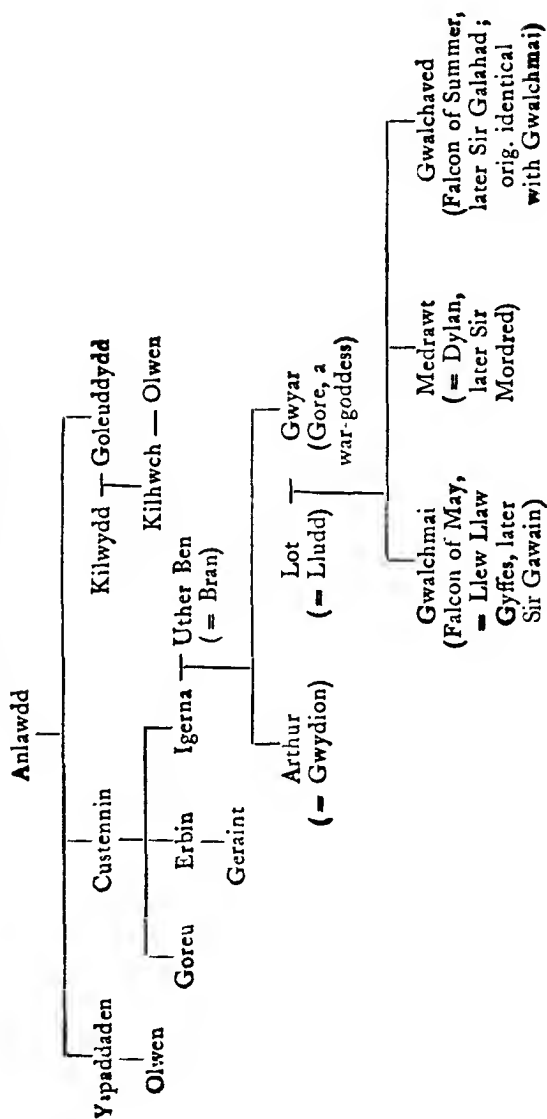 Anlawdd
Yspaddaden
Custennin
Kilwydd — Goleuddydd
Olwen
Kilhwch — Olwen
Goreu
Erbin
Igerna — Uther Ben
(= Bran)
Geraint
Arthur
(= Gwydion)
Lot
(= Lludd)
— Gwyar
(Gore, a
war-goddess)
Gwalchmai
(Falcon of May,
= Llew Llaw
Gyffes, later
Sir Gawain)
Medrawt
(= Dylan,
later Sir
Mordred)
Gwalchaved
(Falcon of Summer,
later Sir Galahad;
orig. identical
with Gwalchmai)